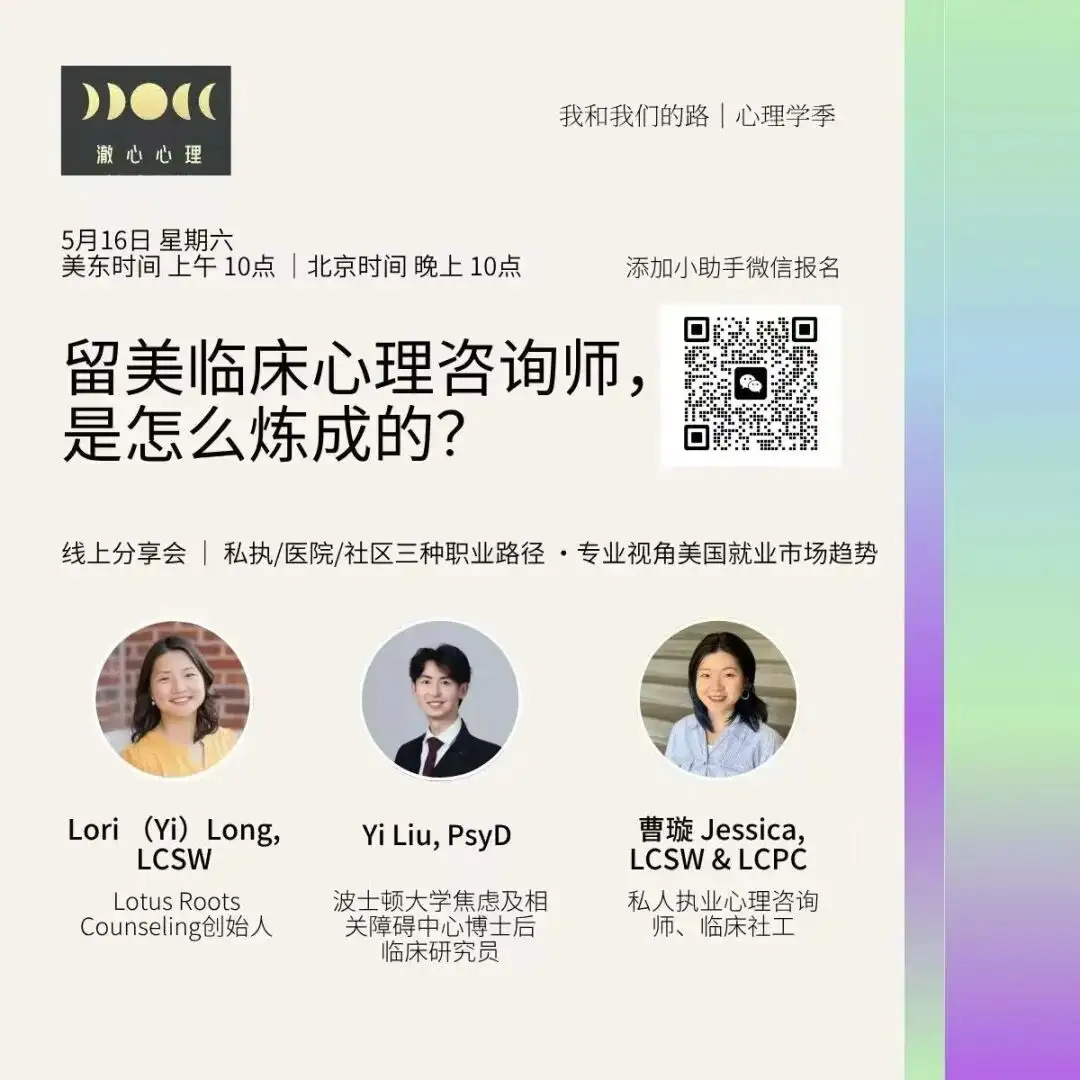 澈心心理
我和我们的路｜心理学季
5月16日 星期六
美东时间 上午 10点 ｜北京时间 晚上 10点
添加小助手微信报名
留美临床心理咨询师，
是怎么炼成的？
线上分享会 ｜ 私执/医院/社区三种职业路径 · 专业视角美国就业市场趋势
Lori （Yi）Long,
LCSW
Lotus Roots
Counseling创始人
Yi Liu, PsyD
波士顿大学焦虑及相
关障碍中心博士后
临床研究员
曹璇 Jessica,
LCSW & LCPC
私人执业心理咨询
师、临床社工